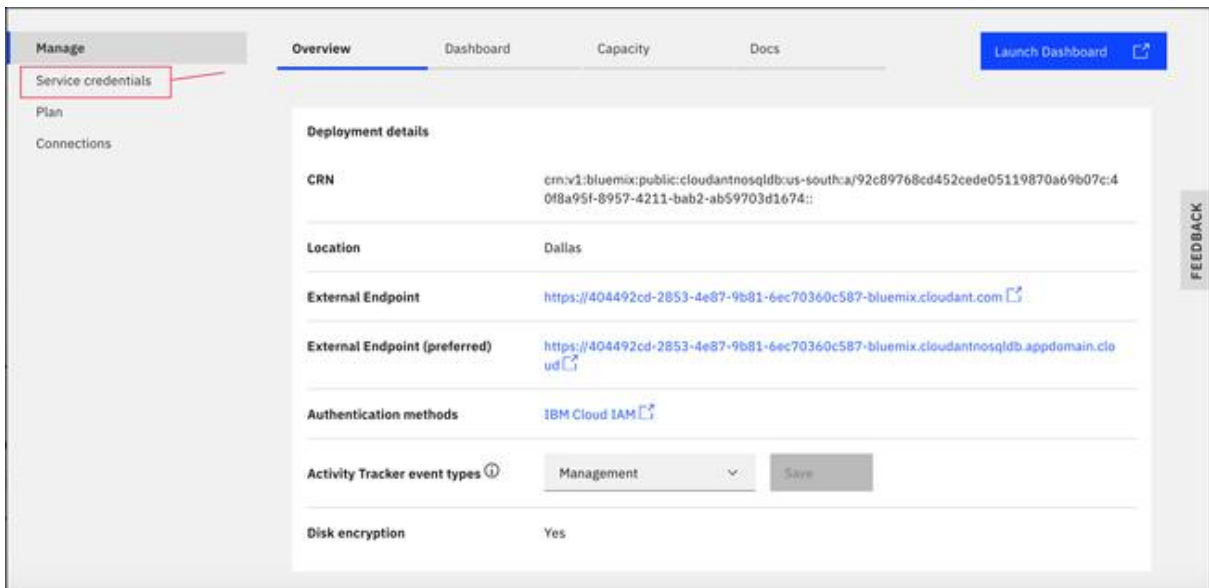 Manage
Service credentials
Plan
Connections
Overview
Dashboard
Capacity
Docs
Launch Dashboard
Deployment details
CRN
crn:v1:bluemix:public:cloudantnosqldb:us-south:a/92c89768cd452cede05119870a69b07c:4
0f8a95f-8957-4211-bab2-ab59703d1674::
Location
Dallas
External Endpoint
https://404492cd-2853-4e87-9b81-6ec70360c587-bluemix.cloudant.com
External Endpoint (preferred)
https://404492cd-2853-4e87-9b81-6ec70360c587-bluemix.cloudantnosqldb.appdomain.clo
ud
Authentication methods
IBM Cloud IAM
Activity Tracker event types
Management
Save
Disk encryption
Yes
FEEDBACK